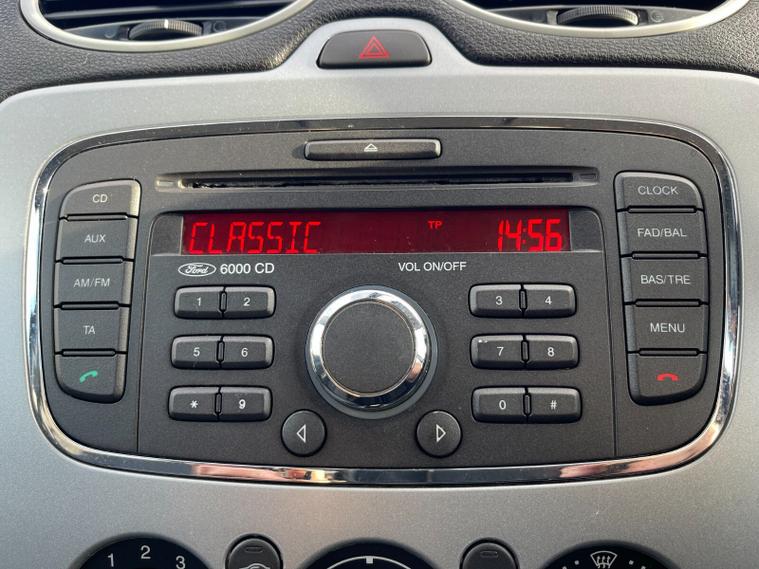 CD
AUX
AM/FM
TA
CLASSIC TP 14:56
Ford 6000 CD VOL ON/OFF
1 2 3 4
5 6 7 8
* 9 0 #
CLOCK
FAD/BAL
BAS/TRE
MENU
1 2 3